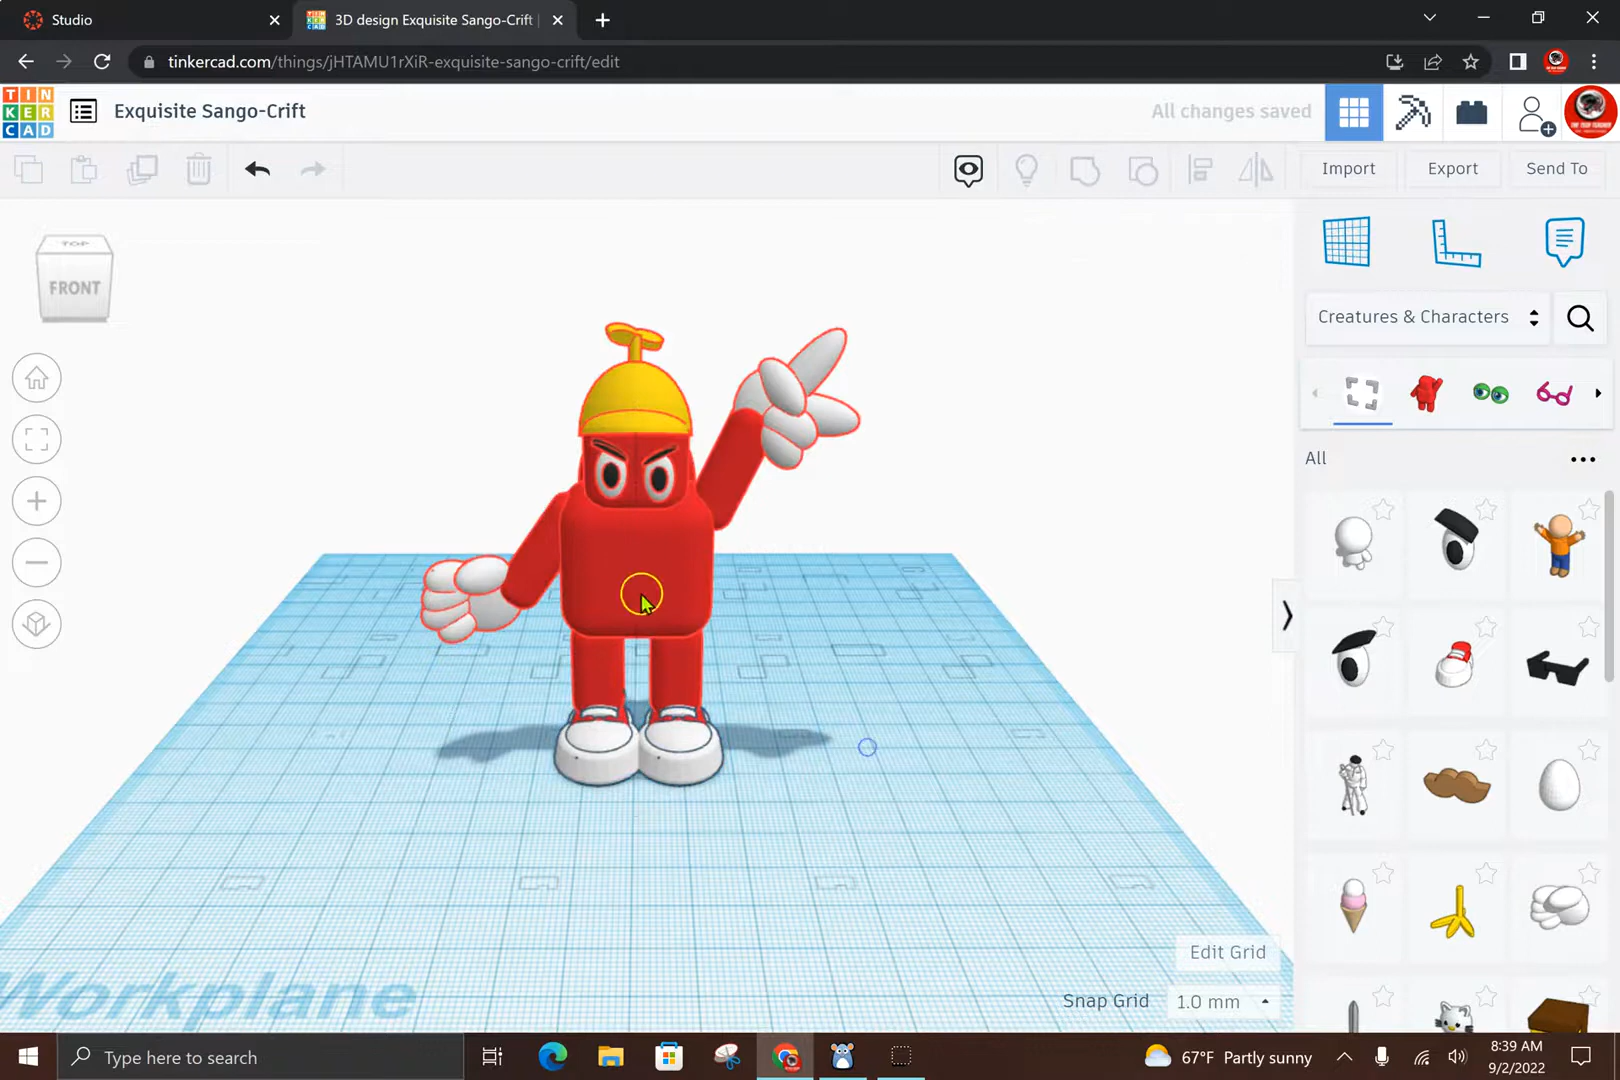 Studio
3D design Exquisite Sango-Crift |
tinkercad.com/things/jHTAMU1rXiR-exquisite-sango-crift/edit
TIN
KER
CAD
Exquisite Sango-Crift
All changes saved
Import
Export
Send To
TOP
FRONT
Creatures & Characters
All
Edit Grid
Snap Grid
1.0 mm
Workplane
Type here to search
67°F Partly sunny
8:39 AM
9/2/2022